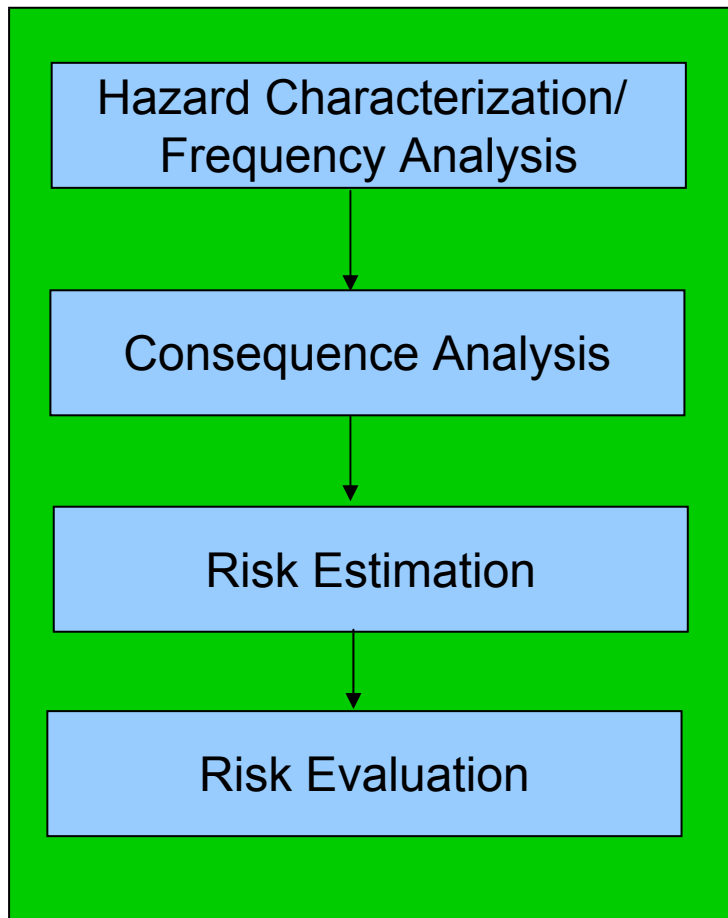 Hazard Characterization/
Frequency Analysis
Consequence Analysis
Risk Estimation
Risk Evaluation